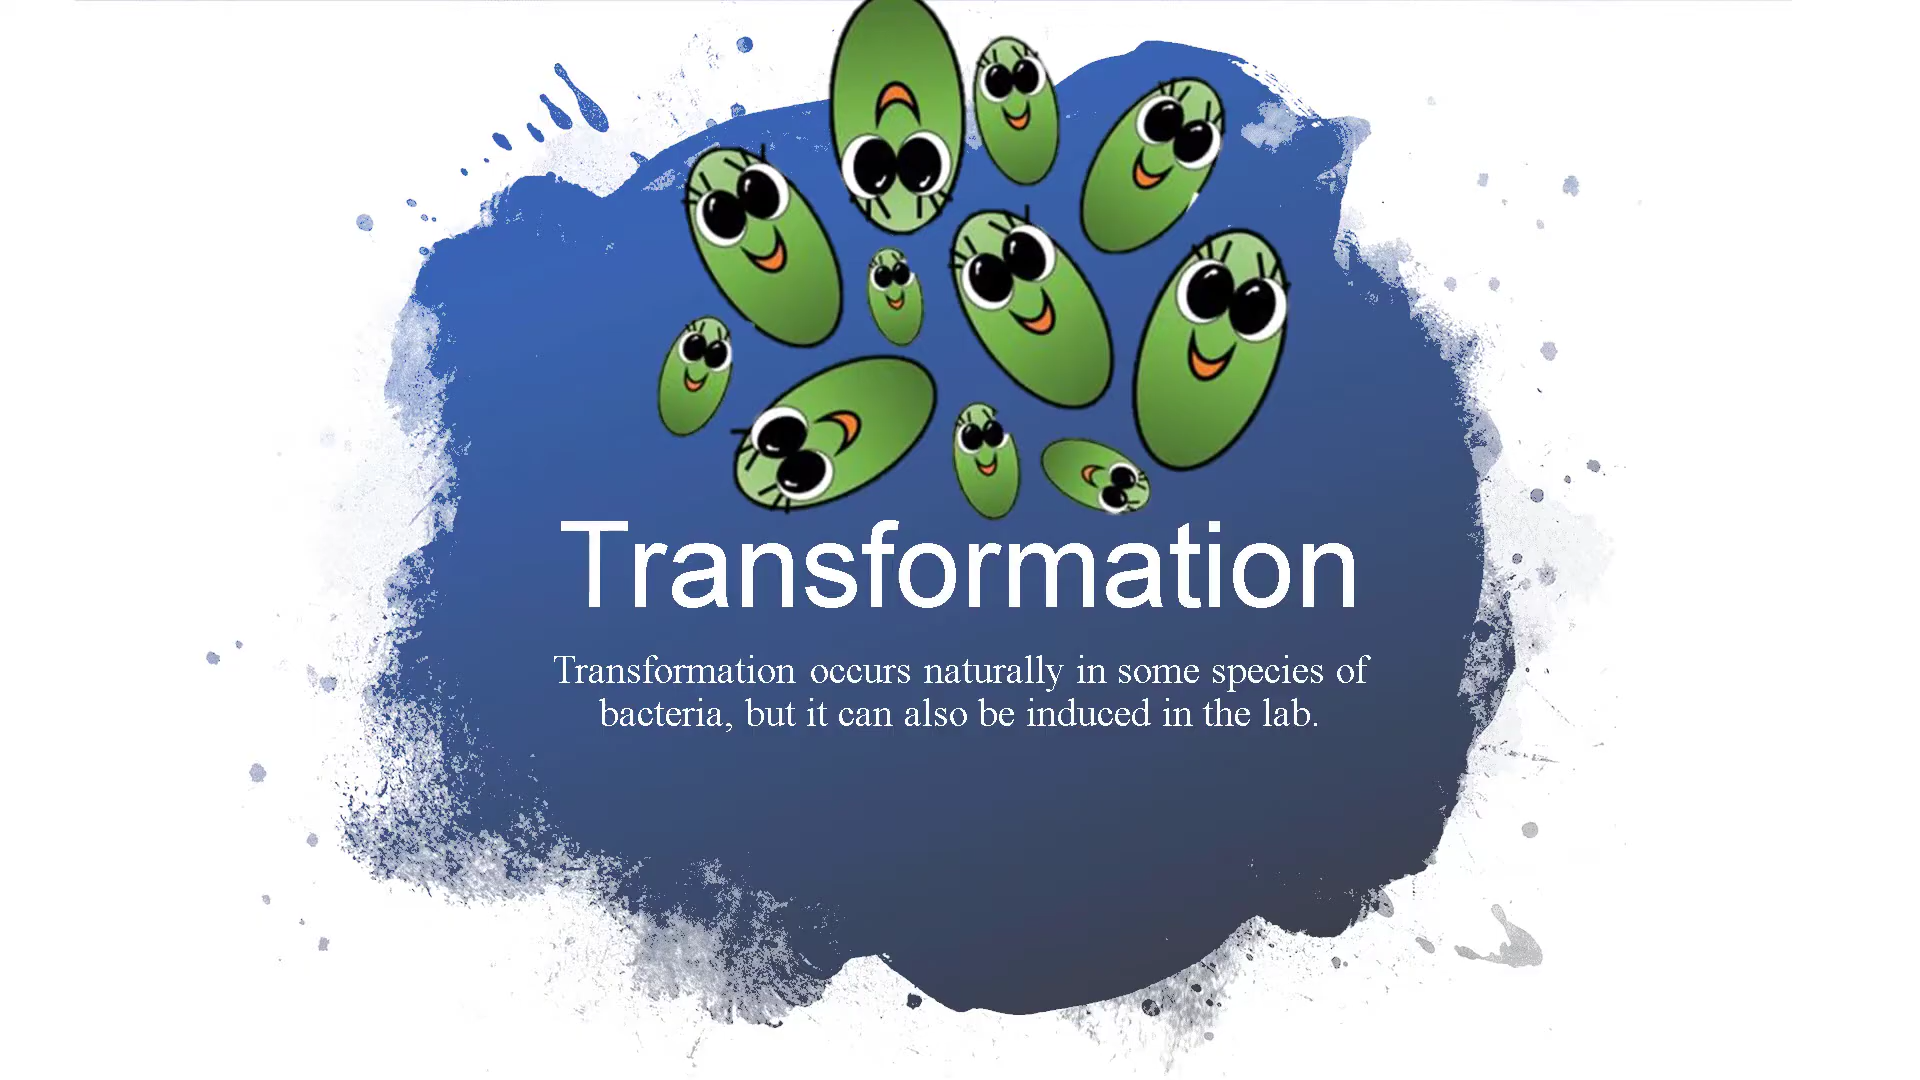 Transformation
Transformation occurs naturally in some species of
bacteria, but it can also be induced in the lab.